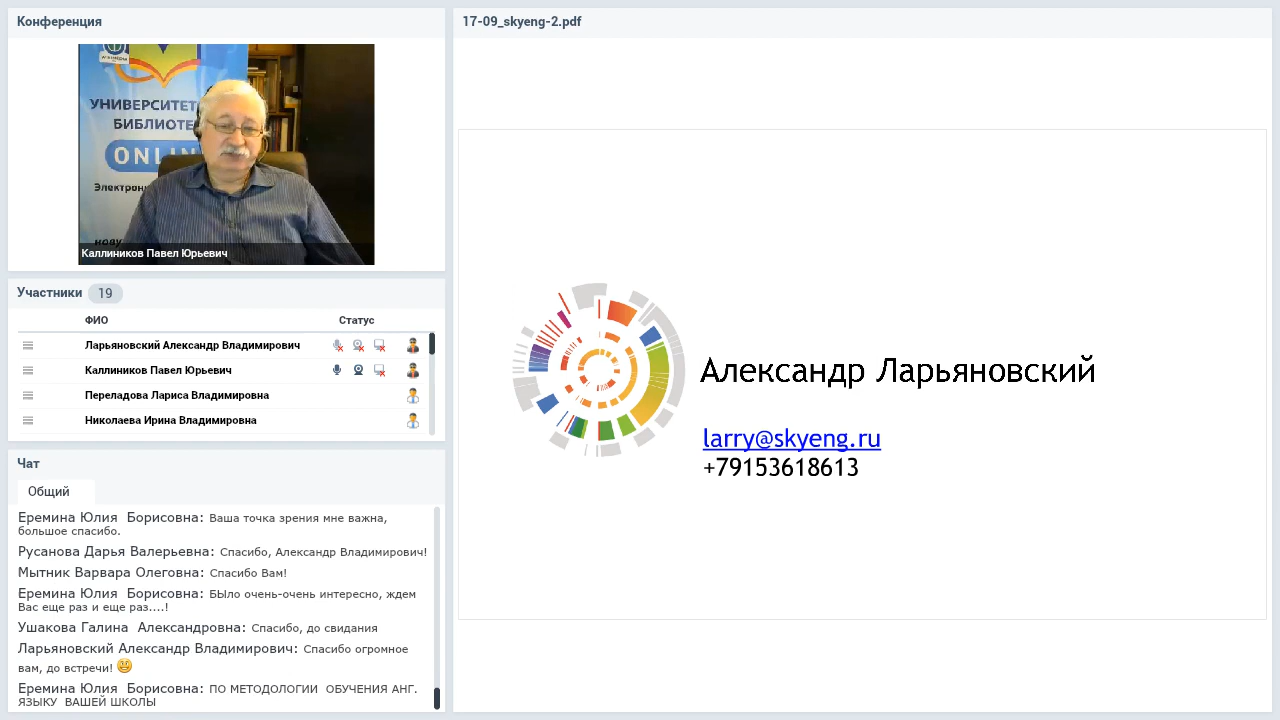 Конференция
УНИВЕРСИТЕТ
БИБЛИОТЕ
ONLIN
Электронн
нову
Каллиников Павел Юрьевич
Участники 19
ФИО Статус
Ларьяновский Александр Владимирович
Каллиников Павел Юрьевич
Переладова Лариса Владимировна
Николаева Ирина Владимировна
Чат
Общий
Еремина Юлия Борисовна: Ваша точка зрения мне важна,
большое спасибо.
Русанова Дарья Валерьевна: Спасибо, Александр Владимирович!
Мытник Варвара Олеговна: Спасибо Вам!
Еремина Юлия Борисовна: БЫло очень-очень интересно, ждем
Вас еще раз и еще раз....!
Ушакова Галина Александровна: Спасибо, до свидания
Ларьяновский Александр Владимирович: Спасибо огромное
вам, до встречи!
Еремина Юлия Борисовна: ПО МЕТОДОЛОГИИ ОБУЧЕНИЯ АНГ.
ЯЗЫКУ ВАШЕЙ ШКОЛЫ
17-09_skyeng-2.pdf
Александр Ларьяновский
larry@skyeng.ru
+79153618613